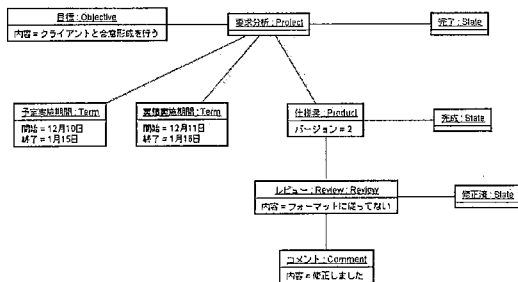 目標 : Objective
内容 = クライアントと合意形成を行う
要求分析 : Project
完了 : State
予定実施期間 : Term
開始 = 12月10日
終了 = 1月15日
実績実施期間 : Term
開始 = 12月11日
終了 = 1月16日
仕様書 : Product
バージョン = 2
完成 : State
レビュー : Review : Review
内容 = フォーマットに従ってない
修正済 : State
コメント : Comment
内容 = 修正しました